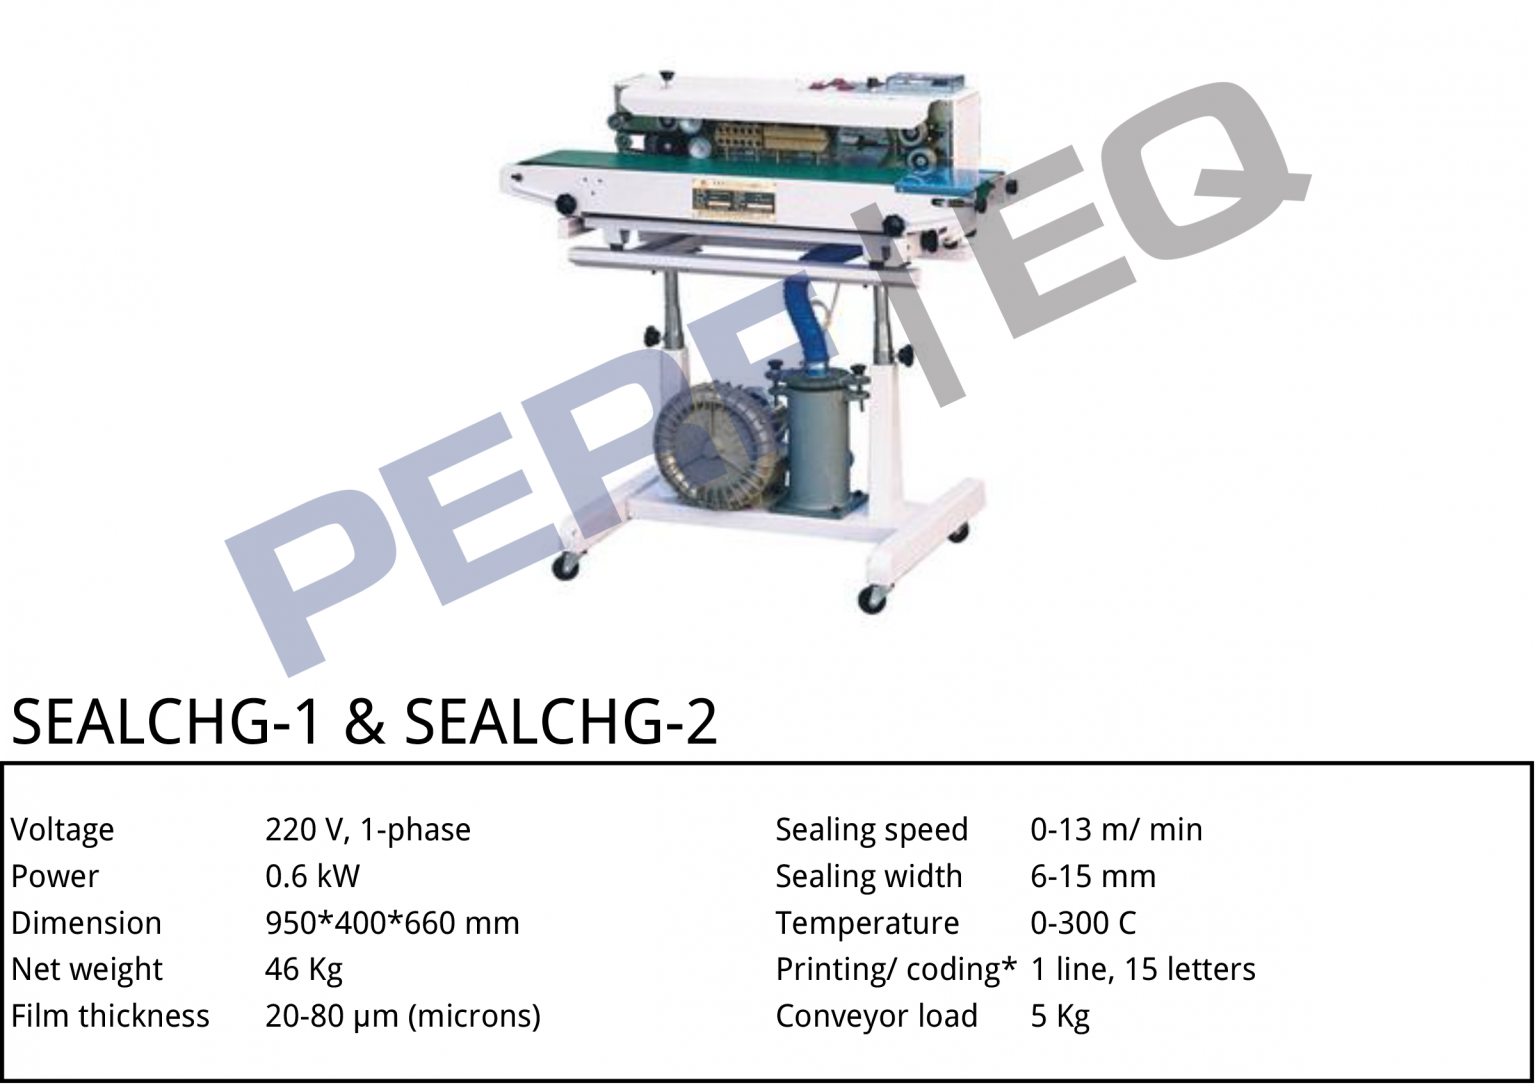 PERFEQ
SEALCHG-1 & SEALCHG-2
Voltage 220 V, 1-phase
Power 0.6 kW
Dimension 950*400*660 mm
Net weight 46 Kg
Film thickness 20-80 µm (microns)
Sealing speed 0-13 m/ min
Sealing width 6-15 mm
Temperature 0-300 C
Printing/ coding* 1 line, 15 letters
Conveyor load 5 Kg